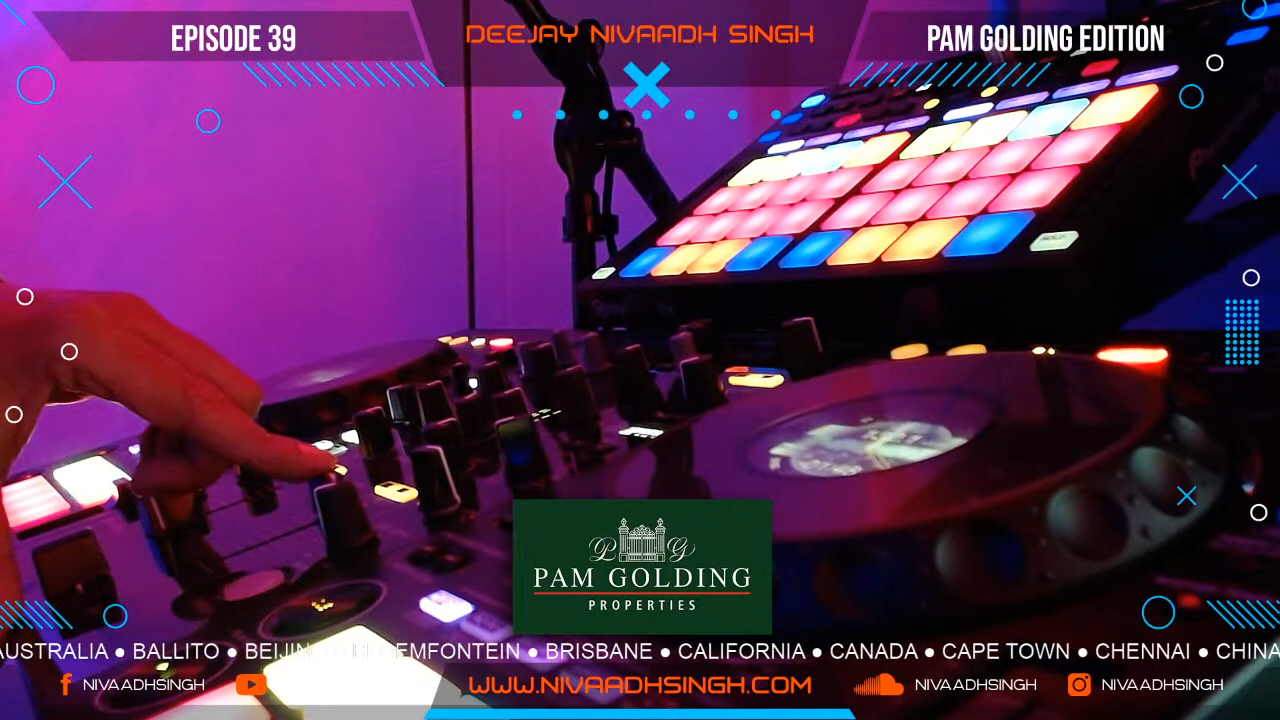 EPISODE 39
DEEJAY NIVAADH SINGH
PAM GOLDING EDITION
P G
PAM GOLDING
PROPERTIES
AUSTRALIA ● BALLITO ● BEIJING ● EMFONTEIN ● BRISBANE ● CALIFORNIA ● CANADA ● CAPE TOWN ● CHENNAI ● CHINA
NIVAADHSINGH
WWW.NIVAADHSINGH.COM
NIVAADHSINGH
NIVAADHSINGH